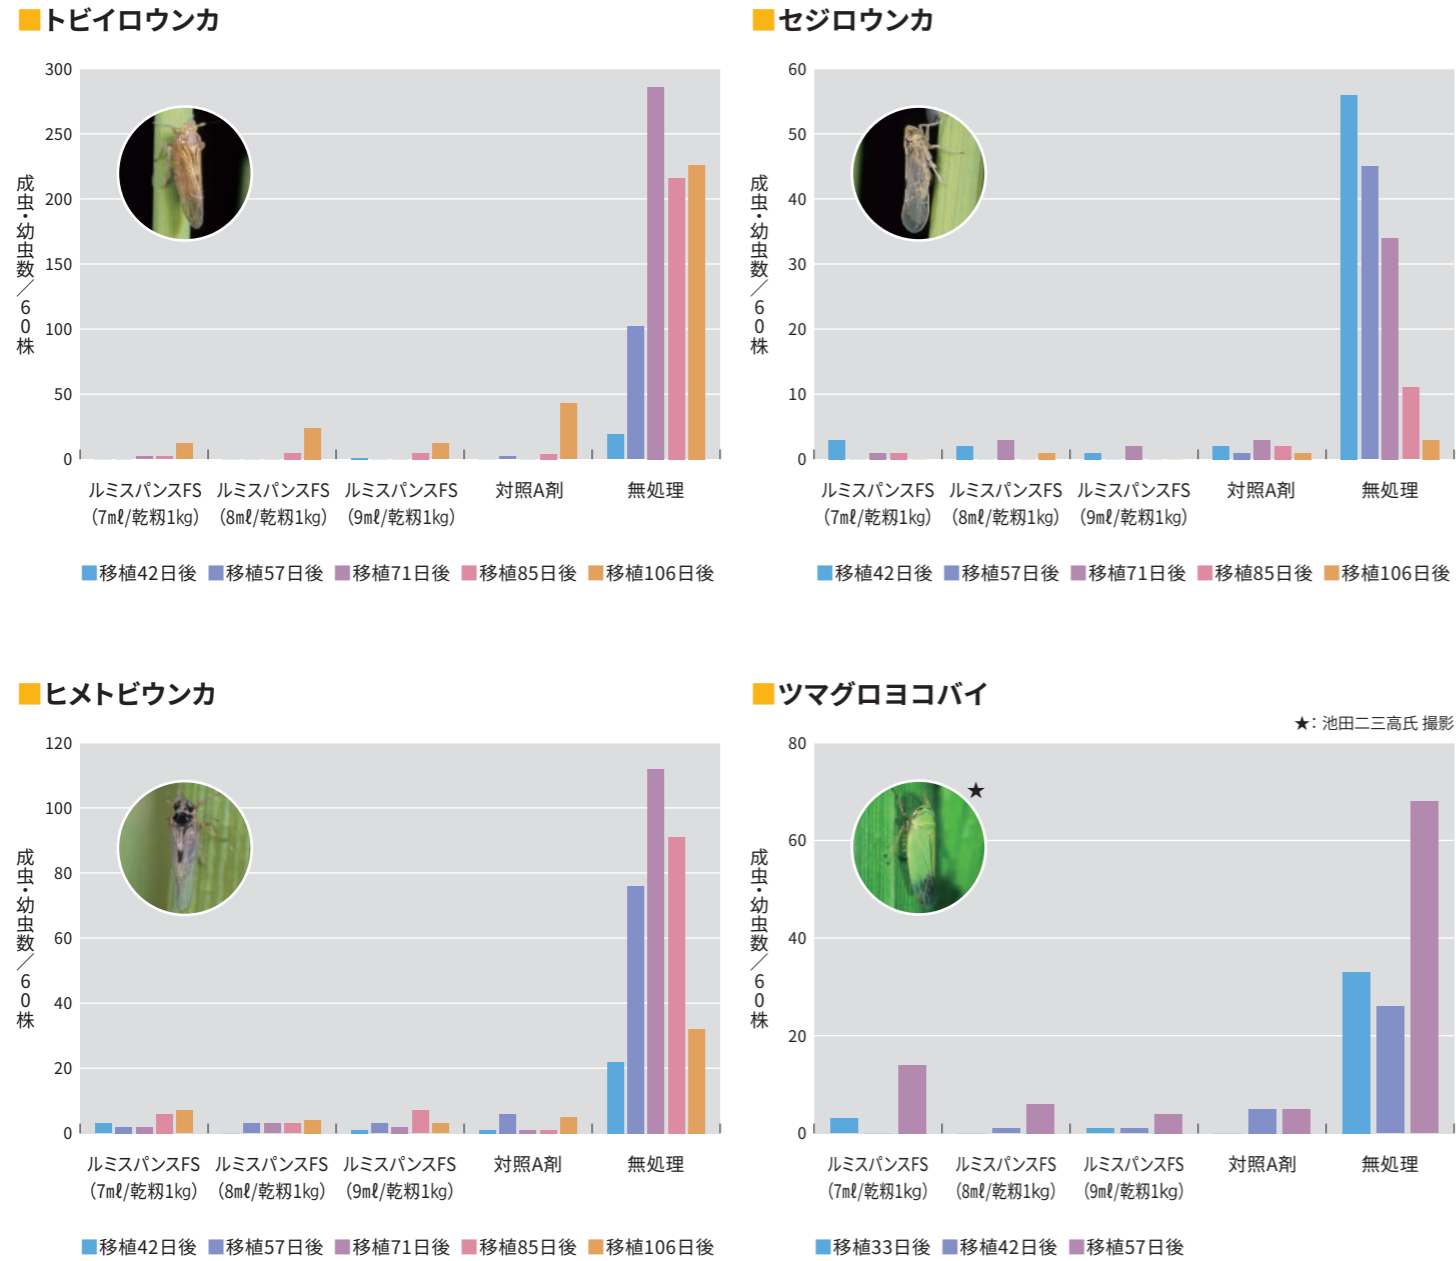 ■トビイロウンカ
300
250
200
150
100
50
0
成虫・幼虫数／60株
ルミスパンスFS
（7㎖/乾籾1kg）
ルミスパンスFS
（8㎖/乾籾1kg）
ルミスパンスFS
（9㎖/乾籾1kg）
対照A剤
無処理
■移植42日後 ■移植57日後 ■移植71日後 ■移植85日後 ■移植106日後
■セジロウンカ
60
50
40
30
20
10
0
成虫・幼虫数／60株
ルミスパンスFS
（7㎖/乾籾1kg）
ルミスパンスFS
（8㎖/乾籾1kg）
ルミスパンスFS
（9㎖/乾籾1kg）
対照A剤
無処理
■移植42日後 ■移植57日後 ■移植71日後 ■移植85日後 ■移植106日後
■ヒメトビウンカ
120
100
80
60
40
20
0
成虫・幼虫数／60株
ルミスパンスFS
（7㎖/乾籾1kg）
ルミスパンスFS
（8㎖/乾籾1kg）
ルミスパンスFS
（9㎖/乾籾1kg）
対照A剤
無処理
■移植42日後 ■移植57日後 ■移植71日後 ■移植85日後 ■移植106日後
■ツマグロヨコバイ
★：池田二三高氏 撮影
★
80
60
40
20
0
成虫・幼虫数／60株
ルミスパンスFS
（7㎖/乾籾1kg）
ルミスパンスFS
（8㎖/乾籾1kg）
ルミスパンスFS
（9㎖/乾籾1kg）
対照A剤
無処理
■移植33日後 ■移植42日後 ■移植57日後